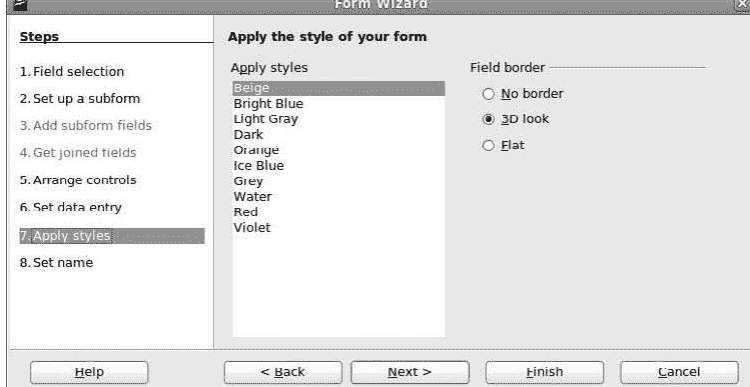 Form Wizard
Steps
1. Field selection
2. Set up a subform
3. Add subform fields
4. Get joined fields
5. Arrange controls
6. Set data entry
7. Apply styles
8. Set name
Apply the style of your form
Apply styles
Beige
Bright Blue
Light Gray
Dark
Orange
Ice Blue
Grey
Water
Red
Violet
Field border
No border
3D look
Flat
Help
< Back
Next >
Finish
Cancel